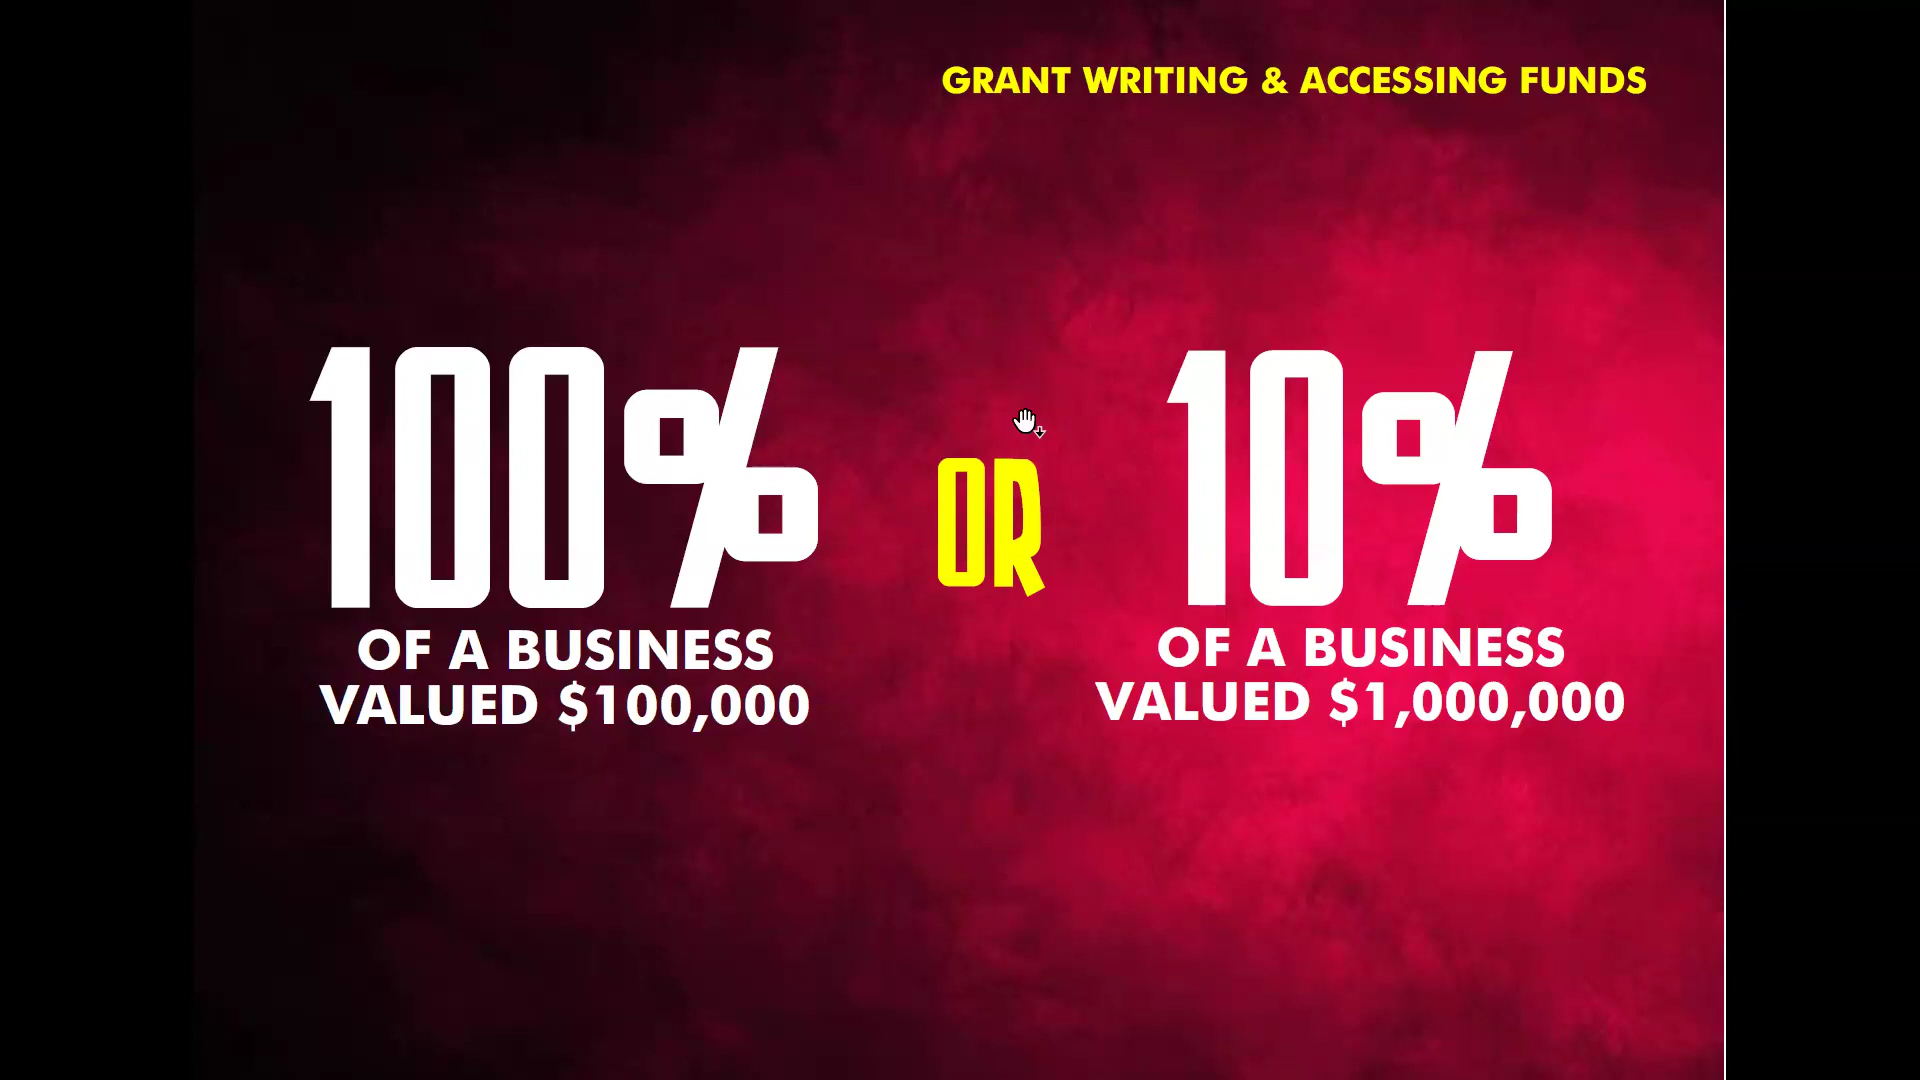 GRANT WRITING & ACCESSING FUNDS
100%
OF A BUSINESS
VALUED $100,000
OR
10%
OF A BUSINESS
VALUED $1,000,000